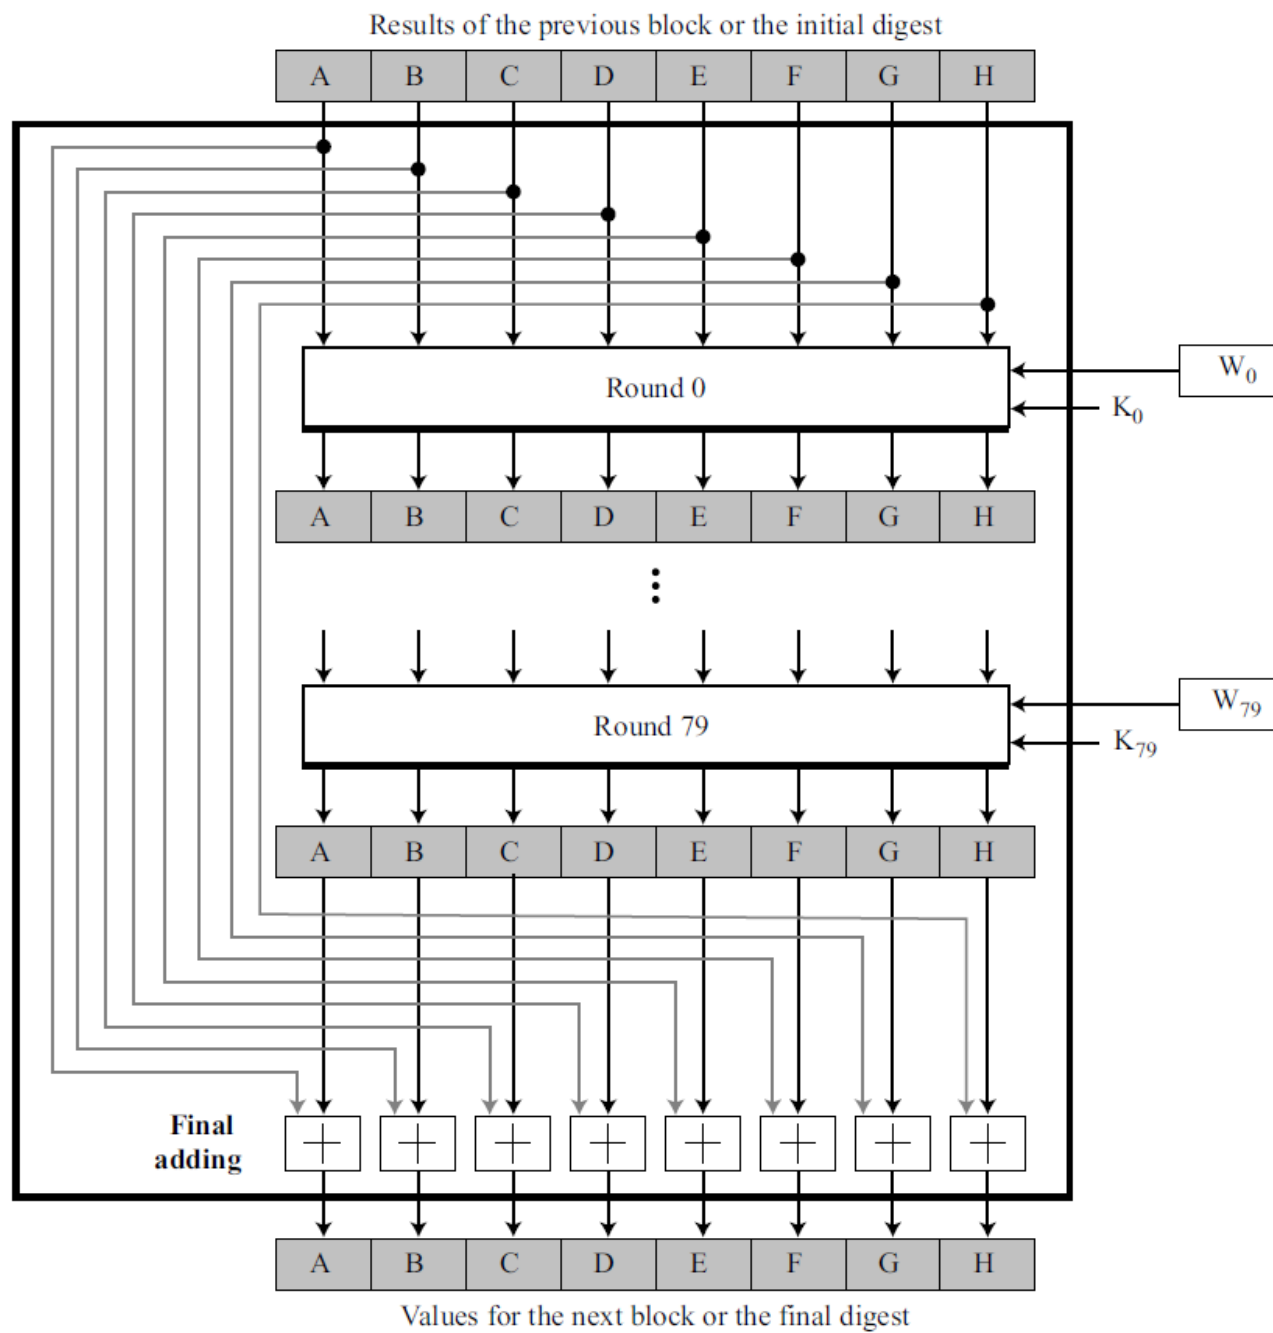 Results of the previous block or the initial digest
A B C D E F G H
Round 0
W0
K0
A B C D E F G H
Round 79
W79
K79
A B C D E F G H
Final
adding
A B C D E F G H
Values for the next block or the final digest